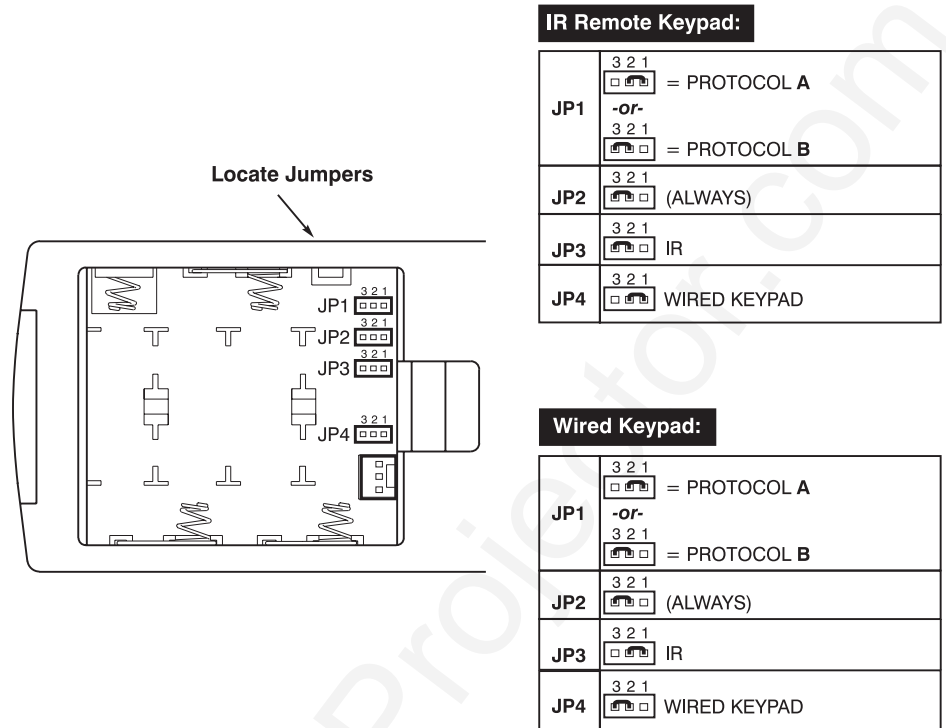 IR Remote Keypad:
3 2 1
JP1
= PROTOCOL A
-or-
3 2 1
= PROTOCOL B
3 2 1
JP2 (ALWAYS)
3 2 1
JP3 IR
3 2 1
JP4 WIRED KEYPAD
Locate Jumpers
3 2 1
JP1
3 2 1
JP2
3 2 1
JP3
3 2 1
JP4
Wired Keypad:
3 2 1
JP1
= PROTOCOL A
-or-
3 2 1
= PROTOCOL B
3 2 1
JP2 (ALWAYS)
3 2 1
JP3 IR
3 2 1
JP4 WIRED KEYPAD
Projector.com